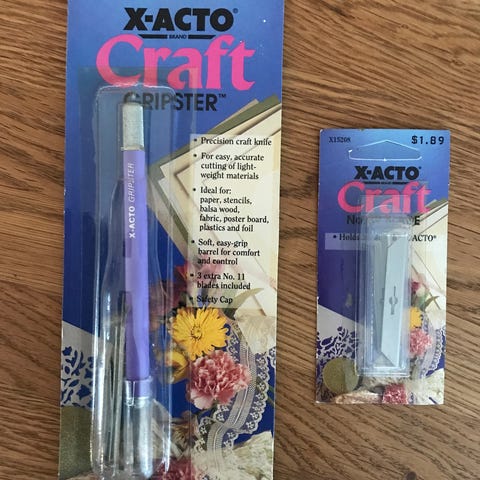 X-ACTO®
BRAND
Craft
GRIPSTER™
X-ACTO GRIPSTER
• Precision craft knife
• For easy, accurate
cutting of light-
weight materials
• Ideal for:
paper, stencils,
balsa wood,
fabric, poster board,
plastics and foil
• Soft, easy-grip
barrel for comfort
and control
• 3 extra No. 11
blades included
• Safety Cap
X15208
$1.89
X-ACTO®
BRAND
Craft
• ACTO®